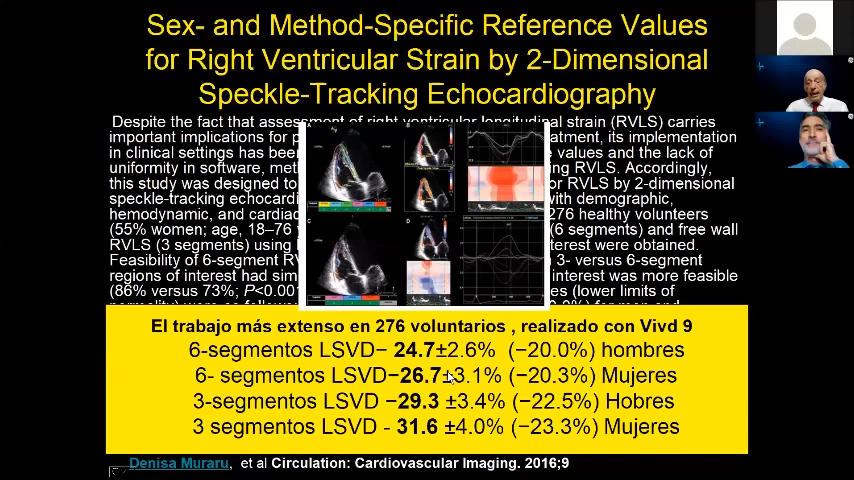 Sex- and Method-Specific Reference Values
for Right Ventricular Strain by 2-Dimensional
Speckle-Tracking Echocardiography
Despite the fact that assessment of right ventricular longitudinal strain (RVLS) carries
important implications for p atment, its implementation
in clinical settings has been e values and the lack of
uniformity in software, met ing RVLS. Accordingly,
this study was designed to or RVLS by 2-dimensional
speckle-tracking echocardi with demographic,
hemodynamic, and cardiac 276 healthy volunteers
(55% women; age, 18–76 (6 segments) and free wall
RVLS (3 segments) using terest were obtained.
Feasibility of 6-segment RV 3- versus 6-segment
regions of interest had sim interest was more feasible
(86% versus 73%; P<0.001 es (lower limits of
El trabajo más extenso en 276 voluntarios , realizado con Vivd 9
6-segmentos LSVD− 24.7±2.6% (−20.0%) hombres
6- segmentos LSVD−26.7±3.1% (−20.3%) Mujeres
3-segmentos LSVD −29.3 ±3.4% (−22.5%) Hobres
3 segmentos LSVD - 31.6 ±4.0% (−23.3%) Mujeres
Denisa Muraru, et al Circulation: Cardiovascular Imaging. 2016;9